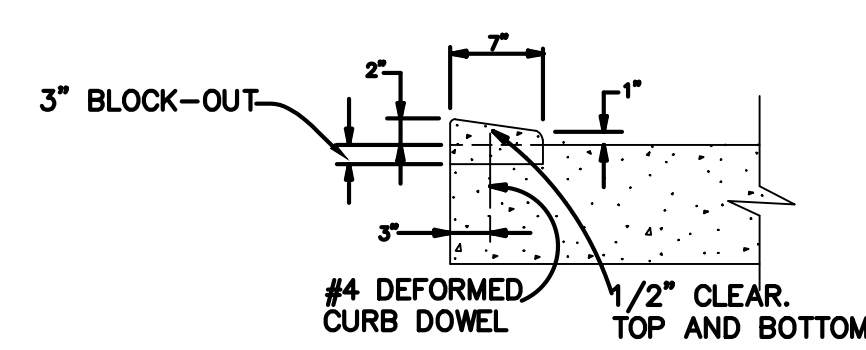 7"
2"
1"
3" BLOCK-OUT
3"
#4 DEFORMED
CURB DOWEL
1/2" CLEAR.
TOP AND BOTTOM